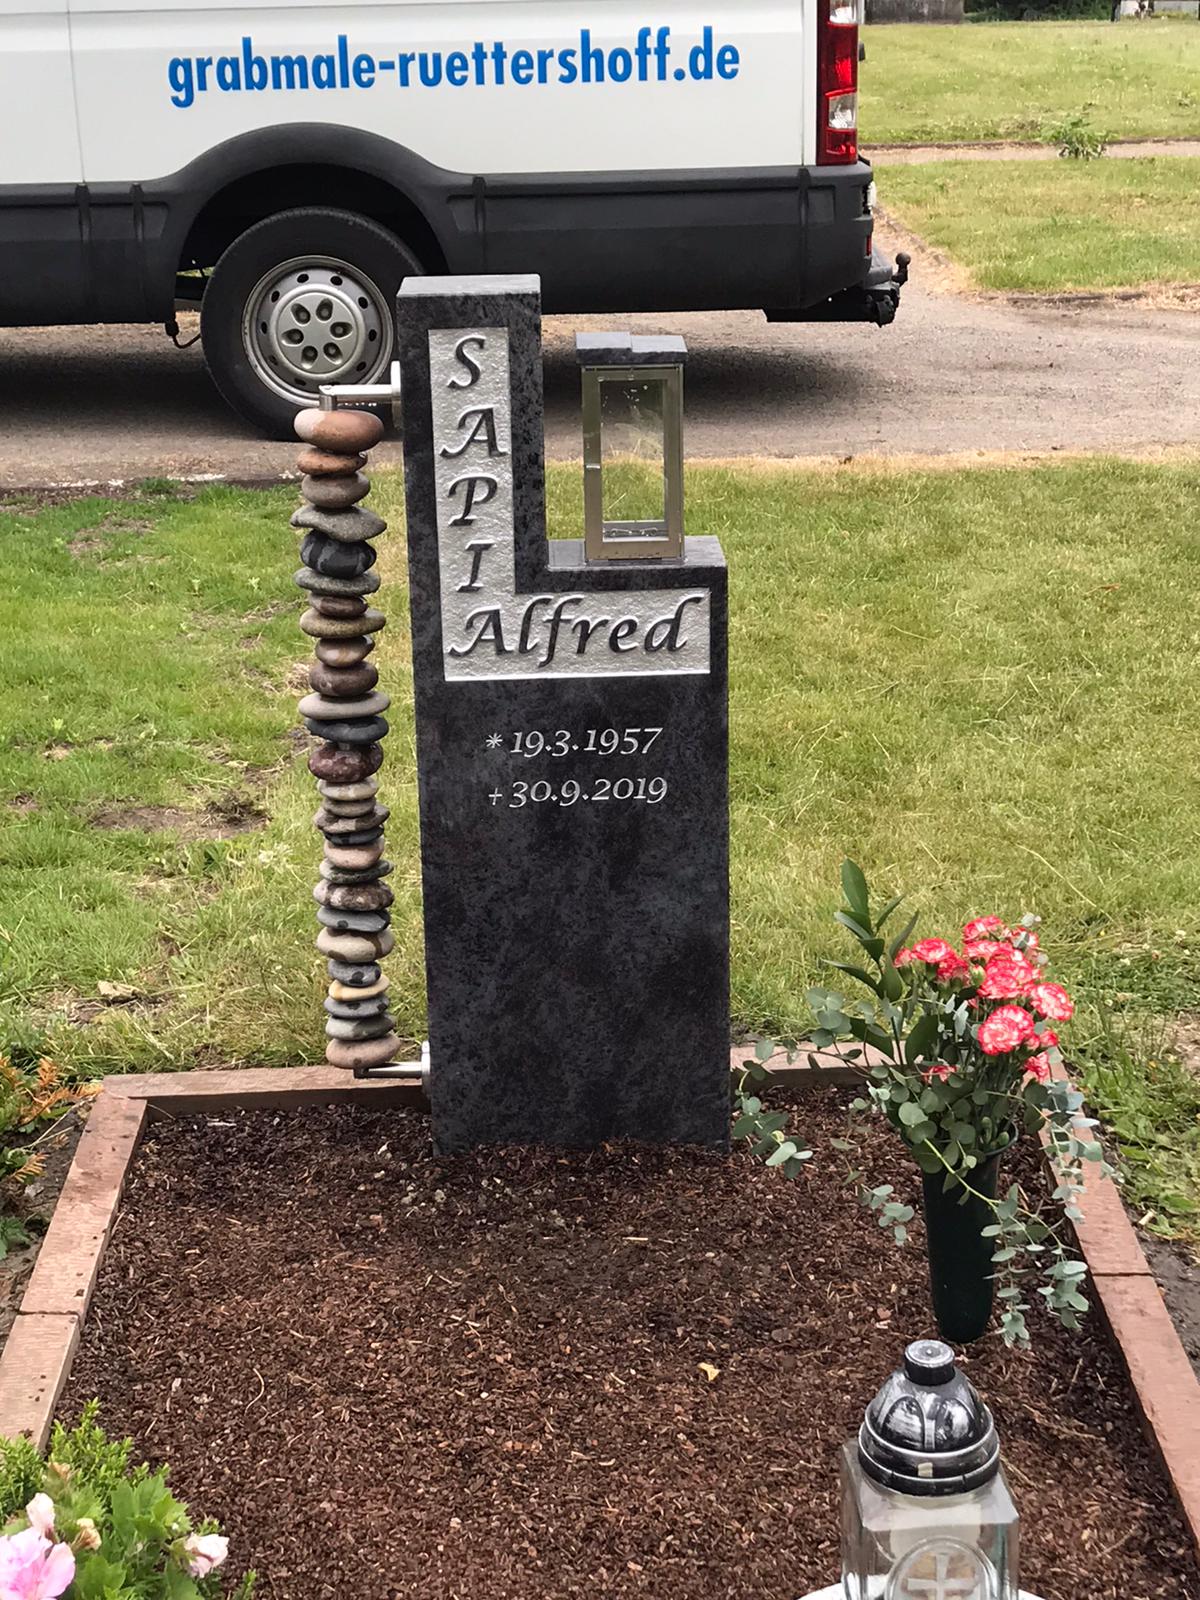 grabmale-ruettershoff.de
SAPI
Alfred
* 19.3.1957
+ 30.9.2019